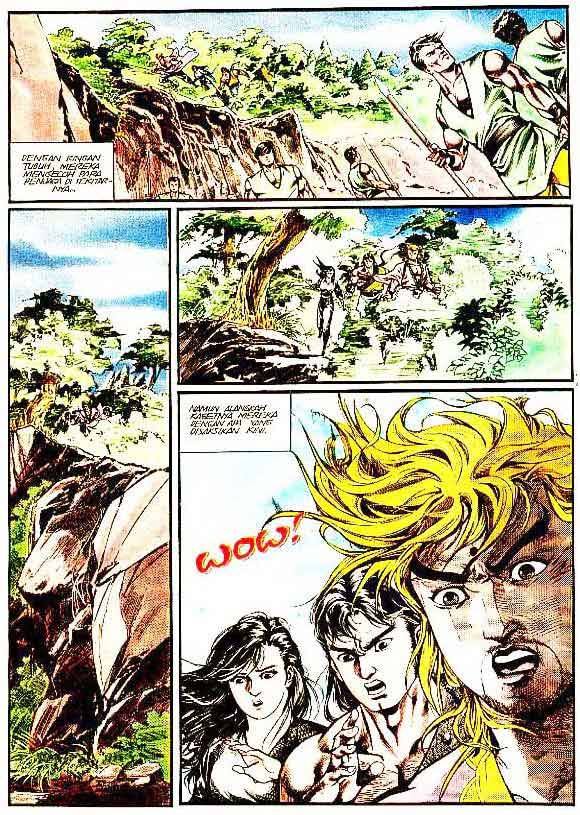 DENGAN RINGAN
TUBUH, MEREKA
MENGECOH PARA
PENJAGA DI SEKITAR-
NYA...
NAMUN ALANGKAH
KAGETNYA MEREKA
DENGAN APA YANG
DISAKSIKAN KINI.
WOW!